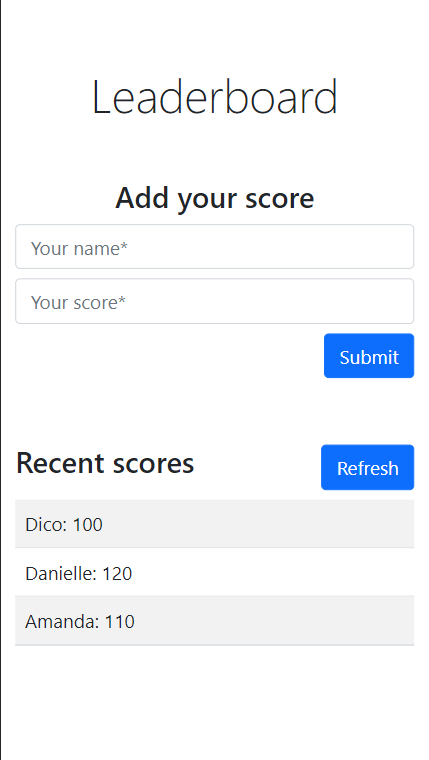 Leaderboard
Add your score
Your name*
Your score*
Submit
Recent scores
Refresh
Dico: 100
Danielle: 120
Amanda: 110